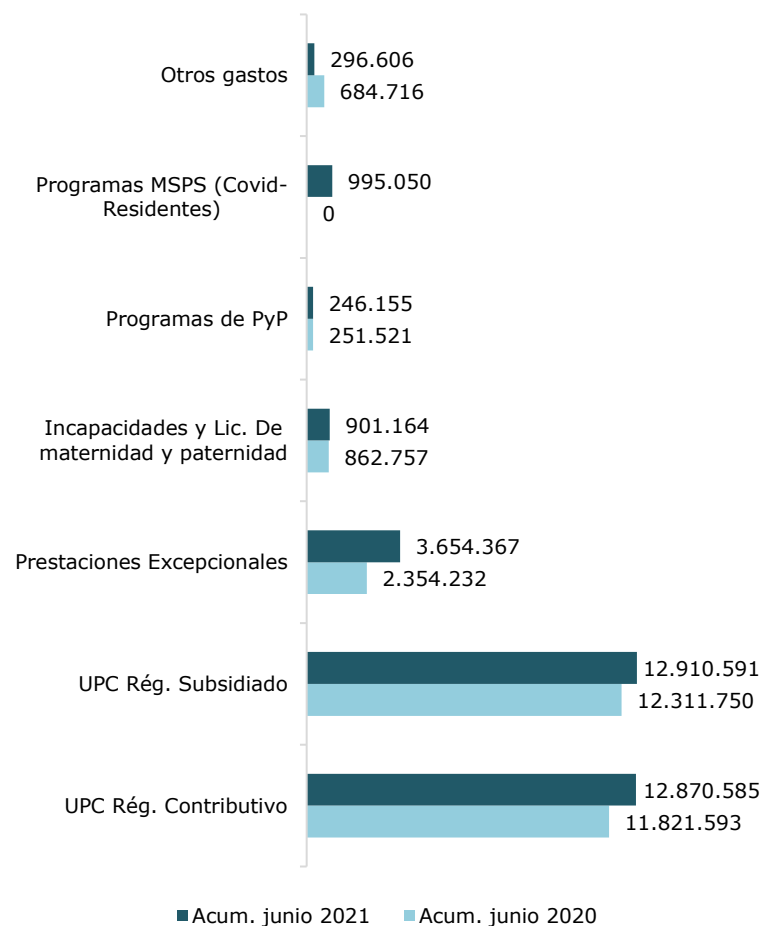 Otros gastos
296.606
684.716
Programas MSPS (Covid-
Residentes)
995.050
0
Programas de PyP
246.155
251.521
Incapacidades y Lic. De
maternidad y paternidad
901.164
862.757
Prestaciones Excepcionales
3.654.367
2.354.232
UPC Rég. Subsidiado
12.910.591
12.311.750
UPC Rég. Contributivo
12.870.585
11.821.593
Acum. junio 2021 Acum. junio 2020